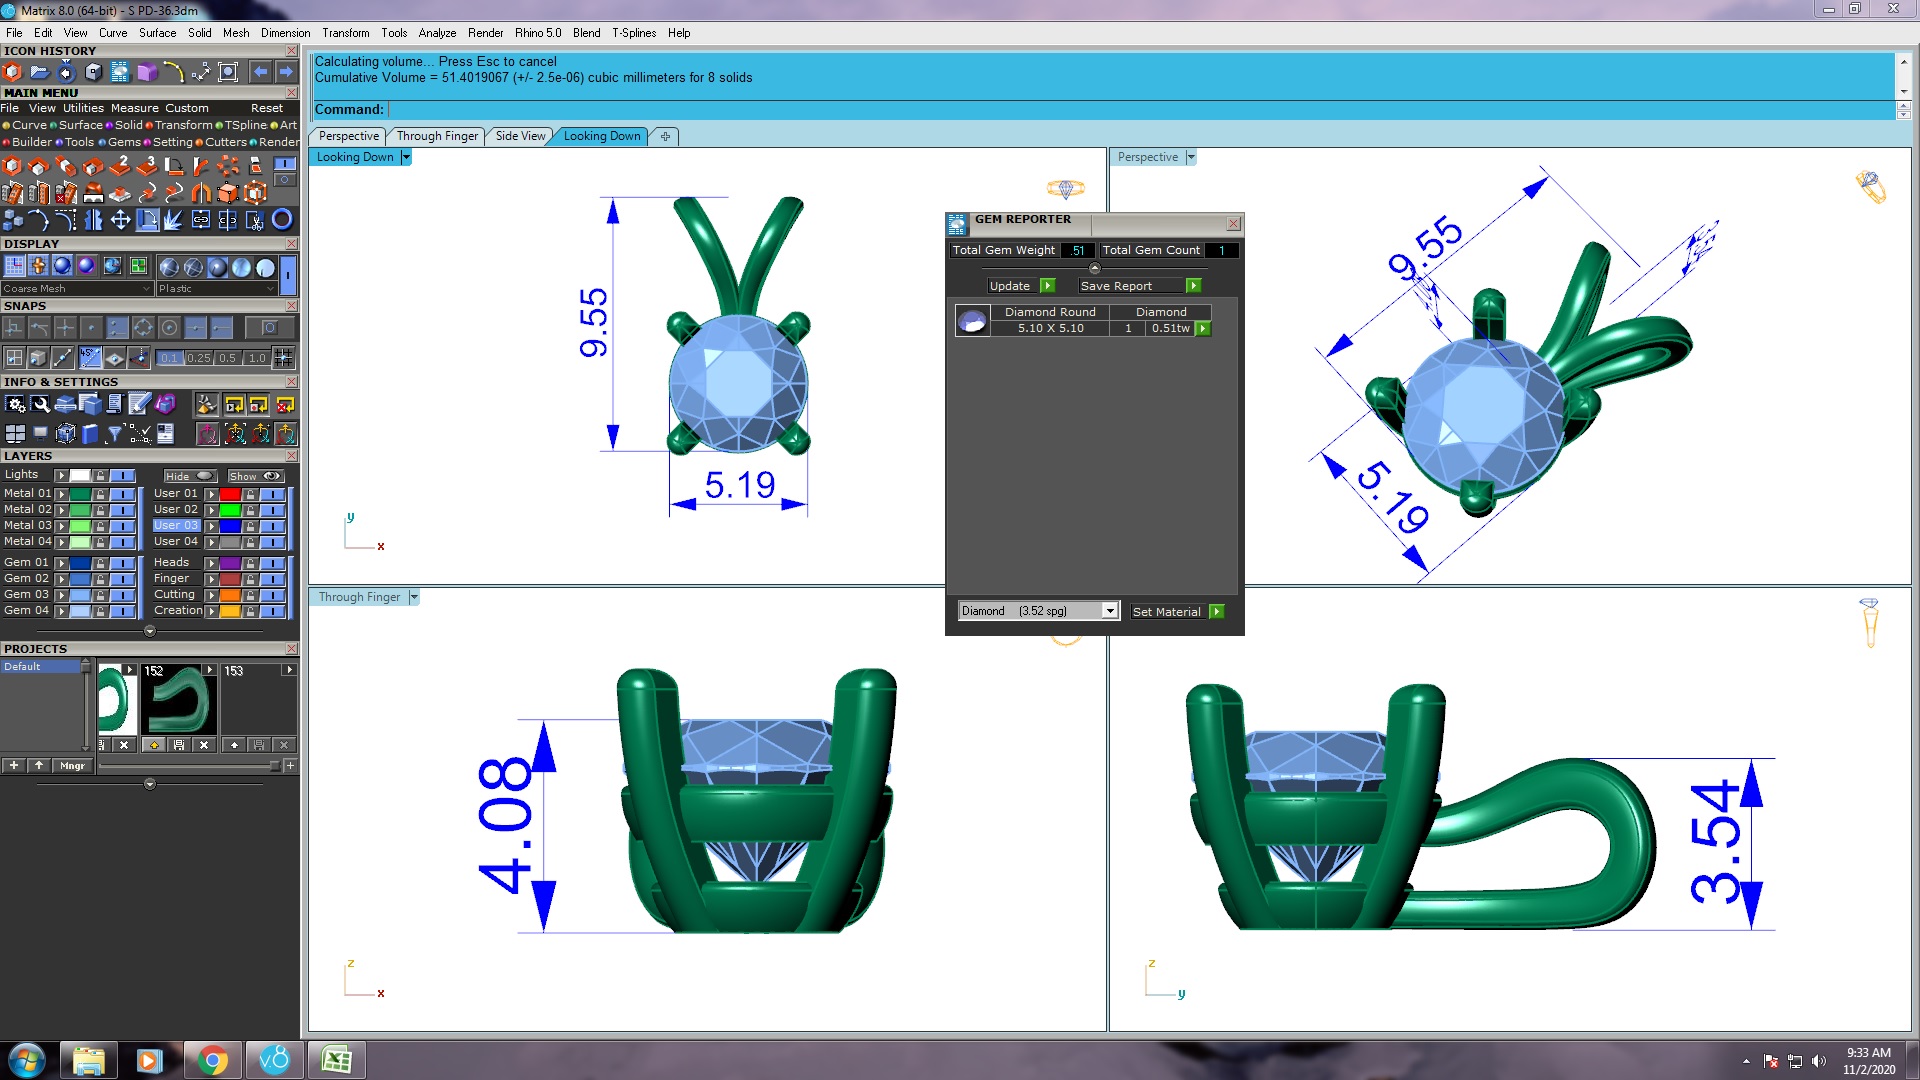 Matrix 8.0 (64-bit) - S PD-36.3dm
File Edit View Curve Surface Solid Mesh Dimension Transform Tools Analyze Render Rhino 5.0 Blend T-Splines Help
ICON HISTORY
MAIN MENU
File View Utilities Measure Custom Reset
Curve Surface Solid Transform TSpline Art
Builder Tools Gems Setting Cutters Render
DISPLAY
Coarse Mesh Plastic
SNAPS
45°
0.1 0.25 0.5 1.0
INFO & SETTINGS
LAYERS
Lights Hide Show
Metal 01 User 01
Metal 02 User 02
Metal 03 User 03
Metal 04 User 04
Gem 01 Heads
Gem 02 Finger
Gem 03 Cutting
Gem 04 Creation
PROJECTS
Default
152 153
Mngr
Calculating volume... Press Esc to cancel
Cumulative Volume = 51.4019067 (+/- 2.5e-06) cubic millimeters for 8 solids
Command:
Perspective Through Finger Side View Looking Down
Looking Down
9.55
5.19
y
x
Perspective
9.55
5.19
GEM REPORTER
Total Gem Weight .51 Total Gem Count 1
Update Save Report
Diamond Round Diamond
5.10 X 5.10 1 0.51tw
Diamond (3.52 spg) Set Material
Through Finger
4.08
z
x
3.54
z
y
v8
9:33 AM
11/2/2020